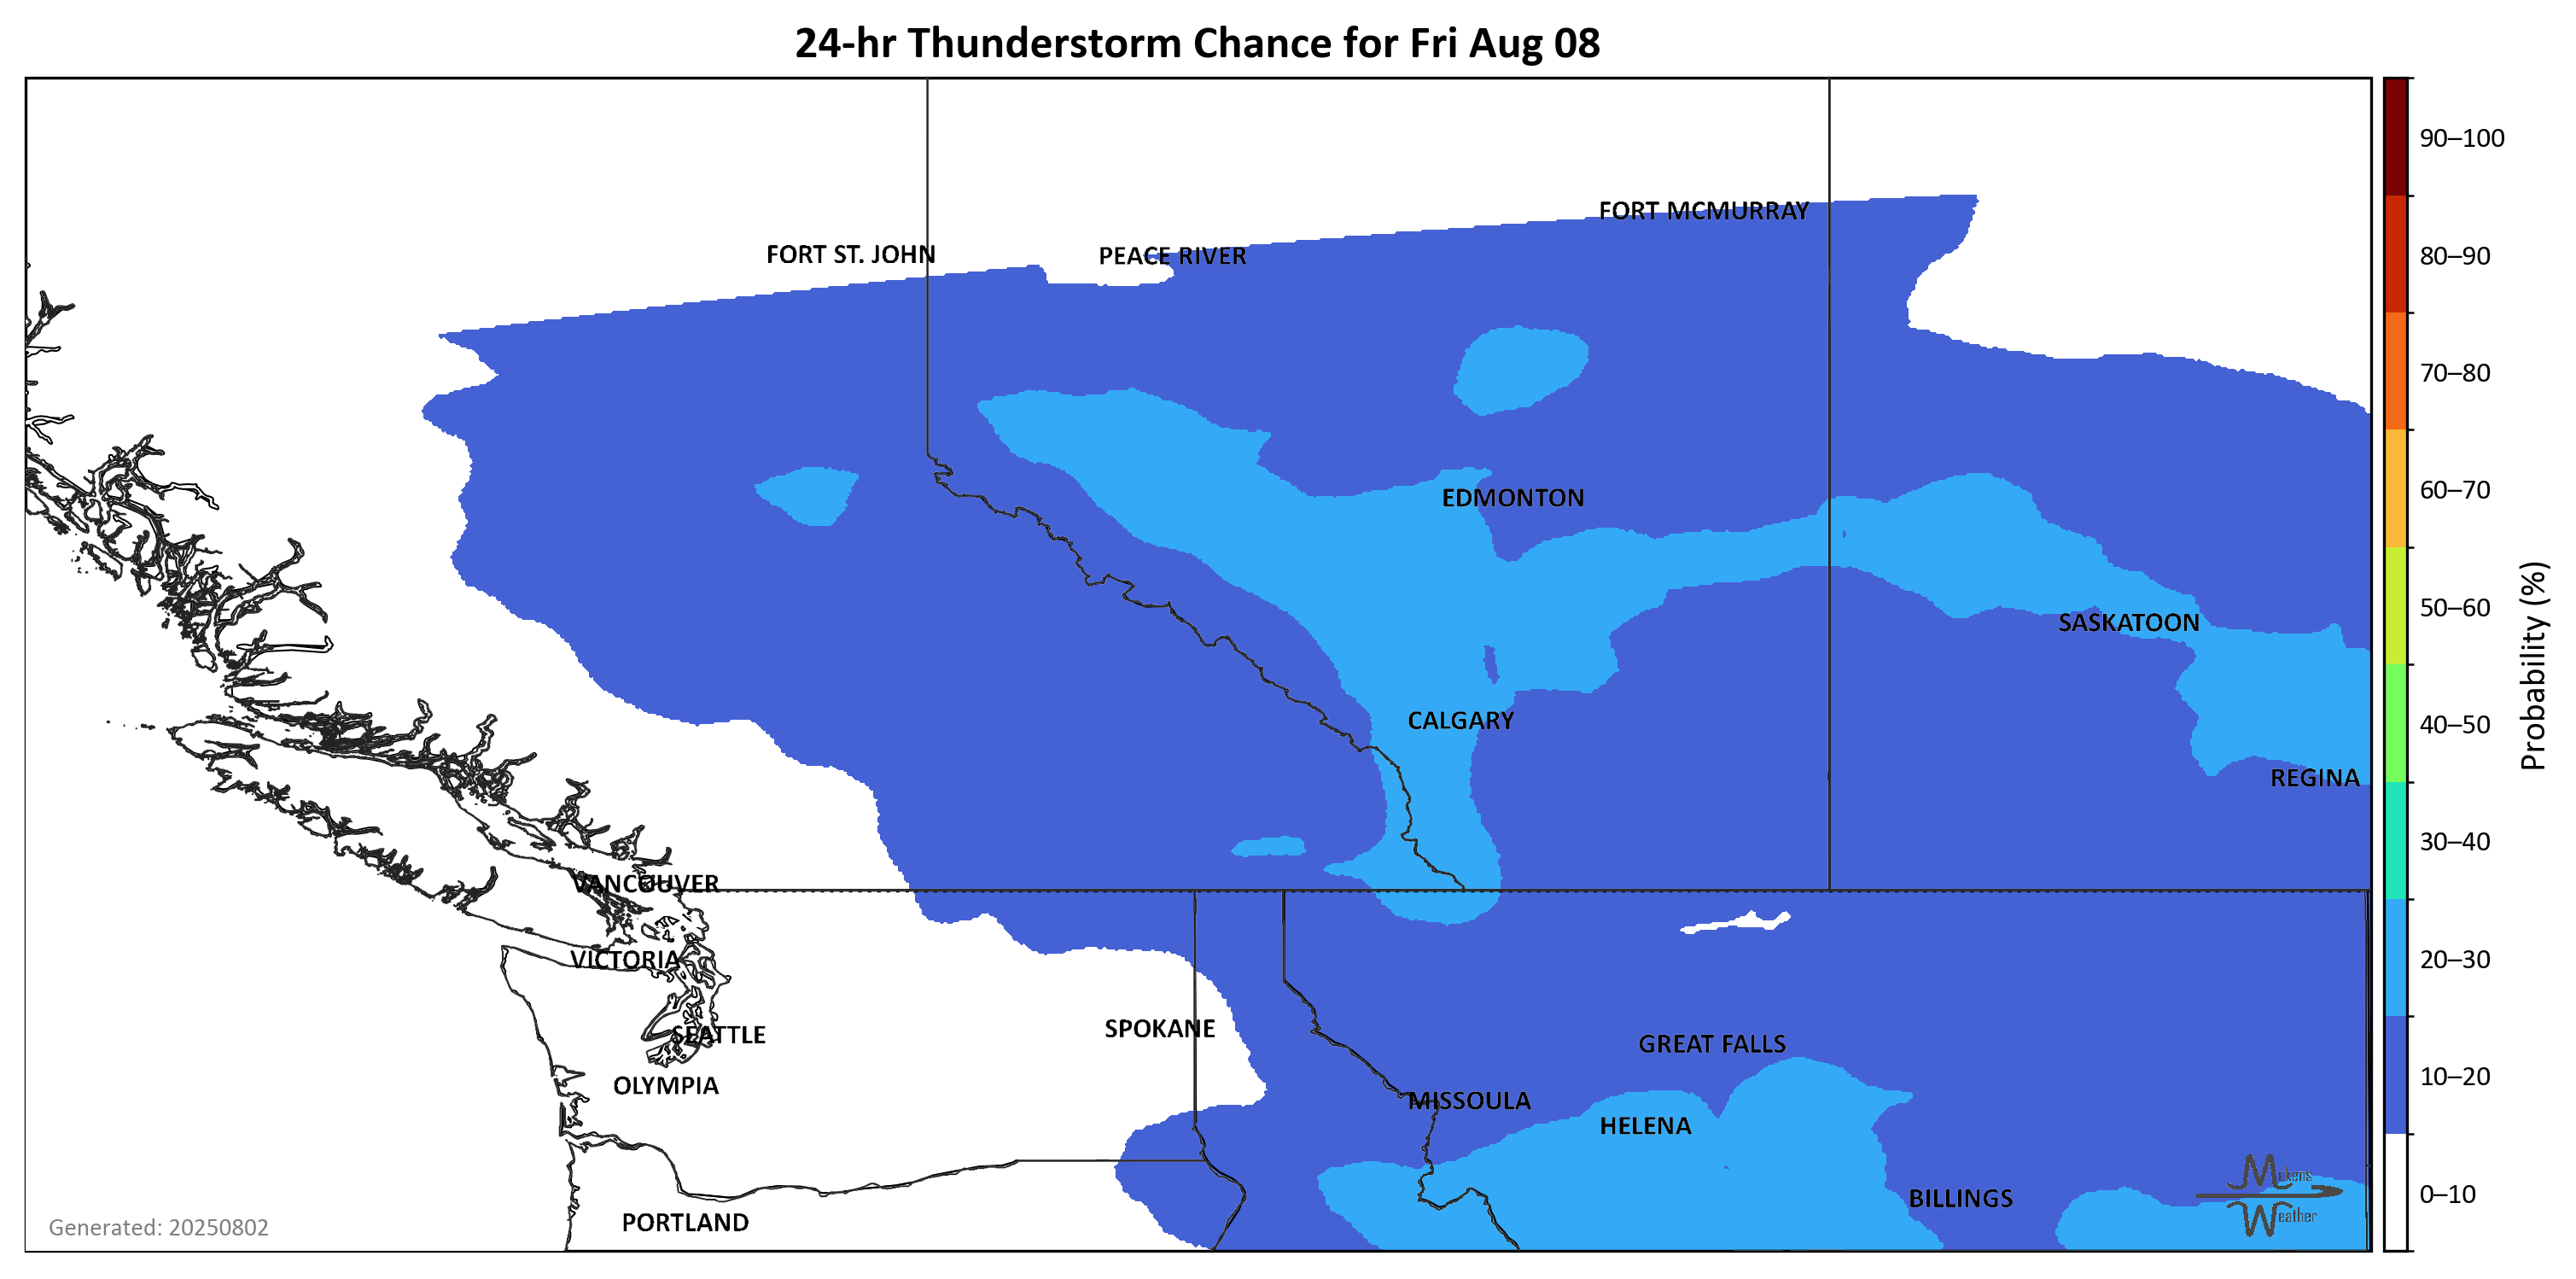 24-hr Thunderstorm Chance for Fri Aug 08
90–100
FORT MCMURRAY
FORT ST. JOHN
PEACE RIVER
80–90
70–80
60–70
EDMONTON
50–60
SASKATOON
Probability (%)
CALGARY
40–50
REGINA
30–40
VANCOUVER
VICTORIA
20–30
SPOKANE
SEATTLE
GREAT FALLS
OLYMPIA
10–20
MISSOULA
HELENA
Makens
Weather
0–10
BILLINGS
PORTLAND
Generated: 20250802